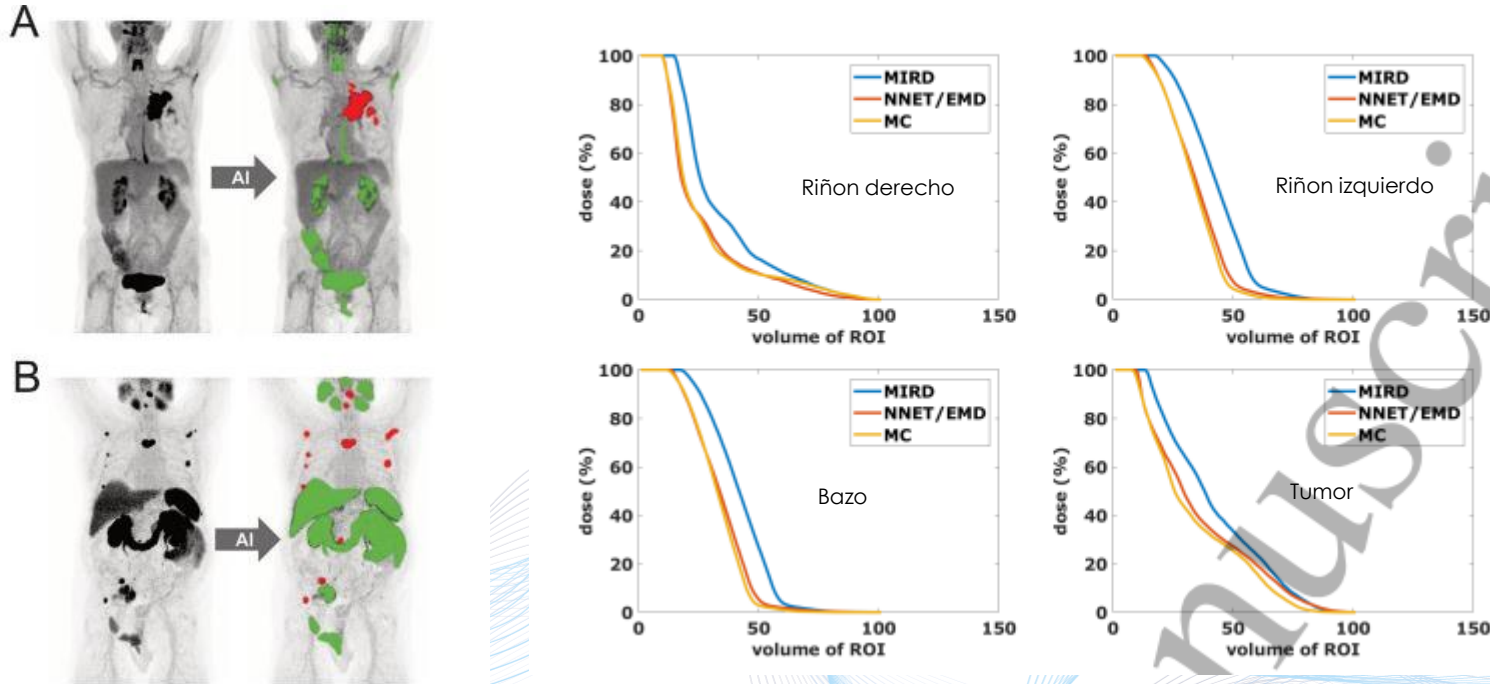 A
AI
B
AI
100
80
60
40
20
0
dose (%)
MIRD
NNET/EMD
MC
Riñon derecho
0
50
100
150
volume of ROI
100
80
60
40
20
0
dose (%)
MIRD
NNET/EMD
MC
Riñon izquierdo
0
50
100
150
volume of ROI
100
80
60
40
20
0
dose (%)
MIRD
NNET/EMD
MC
Bazo
0
50
100
150
volume of ROI
100
80
60
40
20
0
dose (%)
MIRD
NNET/EMD
MC
Tumor
0
50
100
150
volume of ROI
nuscri